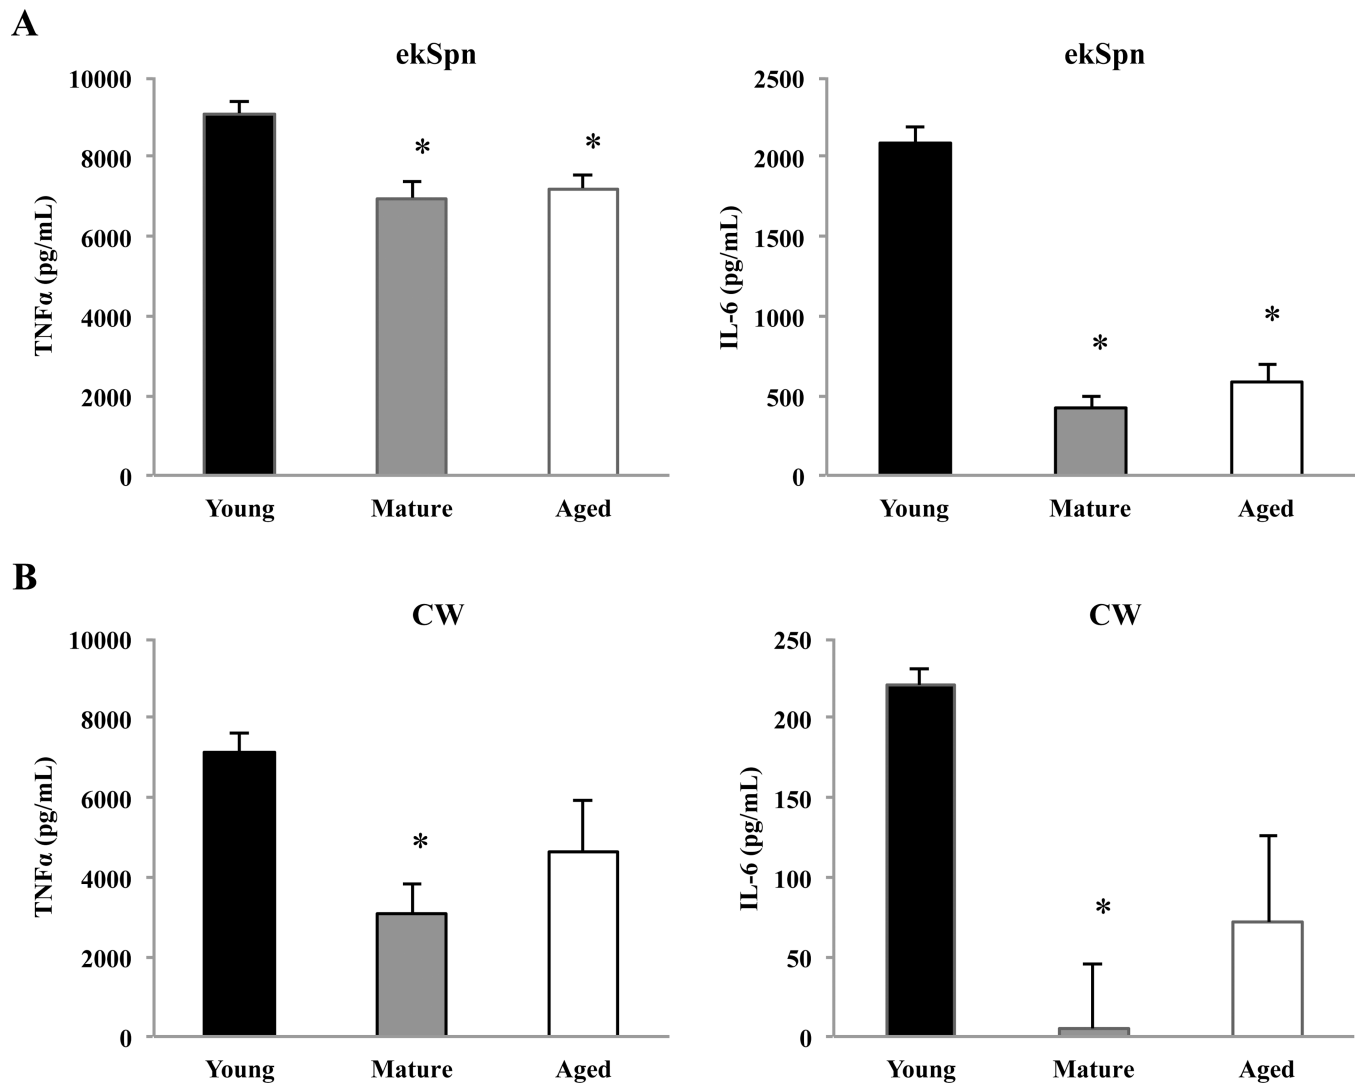 A
ekSpn
TNFα (pg/mL)
10000
8000
6000
4000
2000
0
*
*
Young Mature Aged
ekSpn
IL-6 (pg/mL)
2500
2000
1500
1000
500
0
*
*
Young Mature Aged
B
CW
TNFα (pg/mL)
10000
8000
6000
4000
2000
0
*
Young Mature Aged
CW
IL-6 (pg/mL)
250
200
150
100
50
0
*
Young Mature Aged